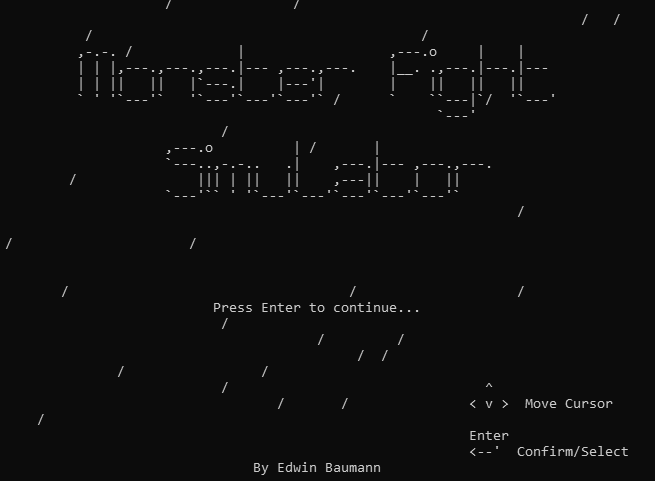 Monster Fight
Simulator
Press Enter to continue...
^
< v > Move Cursor
Enter
<--' Confirm/Select
By Edwin Baumann